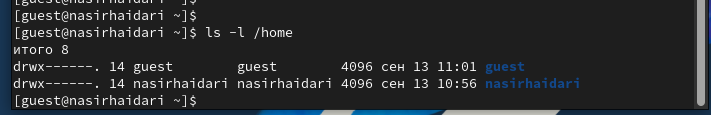 [guest@nasirhaidari ~]$
[guest@nasirhaidari ~]$ ls -l /home
итого 8
drwx------. 14 guest       guest       4096 сен 13 11:01 guest
drwx------. 14 nasirhaidari nasirhaidari 4096 сен 13 10:56 nasirhaidari
[guest@nasirhaidari ~]$